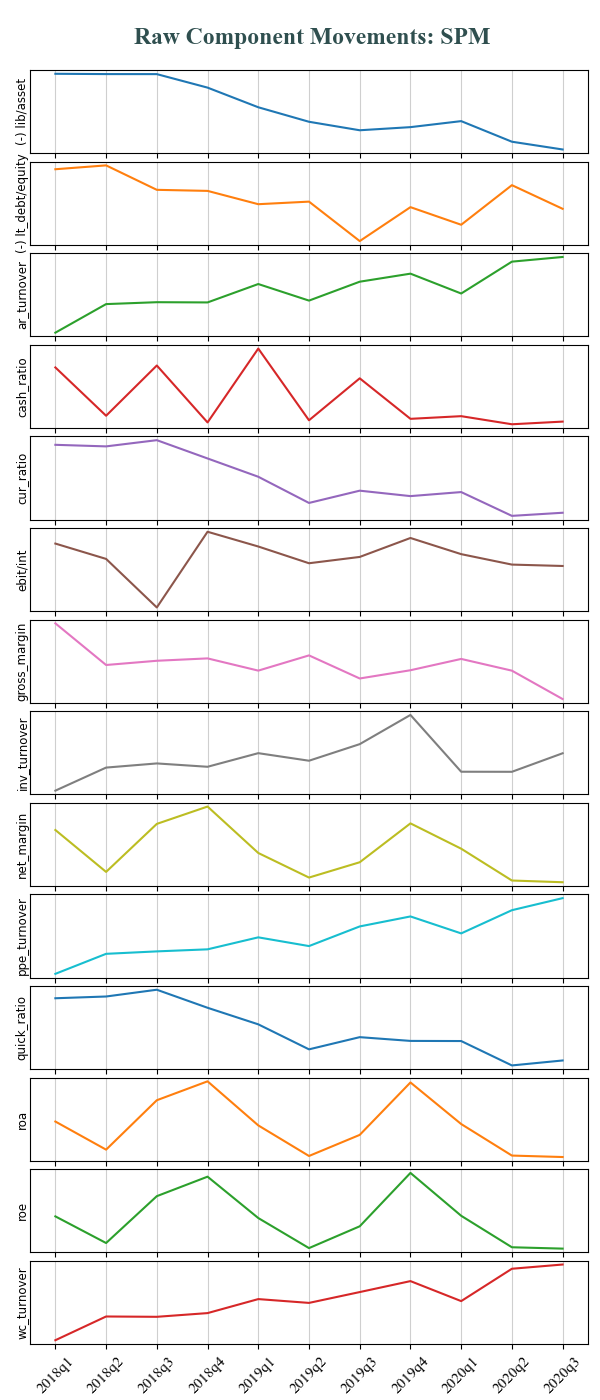 Raw Component Movements: SPM
(-) lib/asset
(-) lt_debt/equity
ar_turnover
cash_ratio
cur_ratio
ebit/int
gross_margin
inv_turnover
net_margin
ppe_turnover
quick_ratio
roa
roe
wc_turnover
2018q1 2018q2 2018q3 2018q4 2019q1 2019q2 2019q3 2019q4 2020q1 2020q2 2020q3